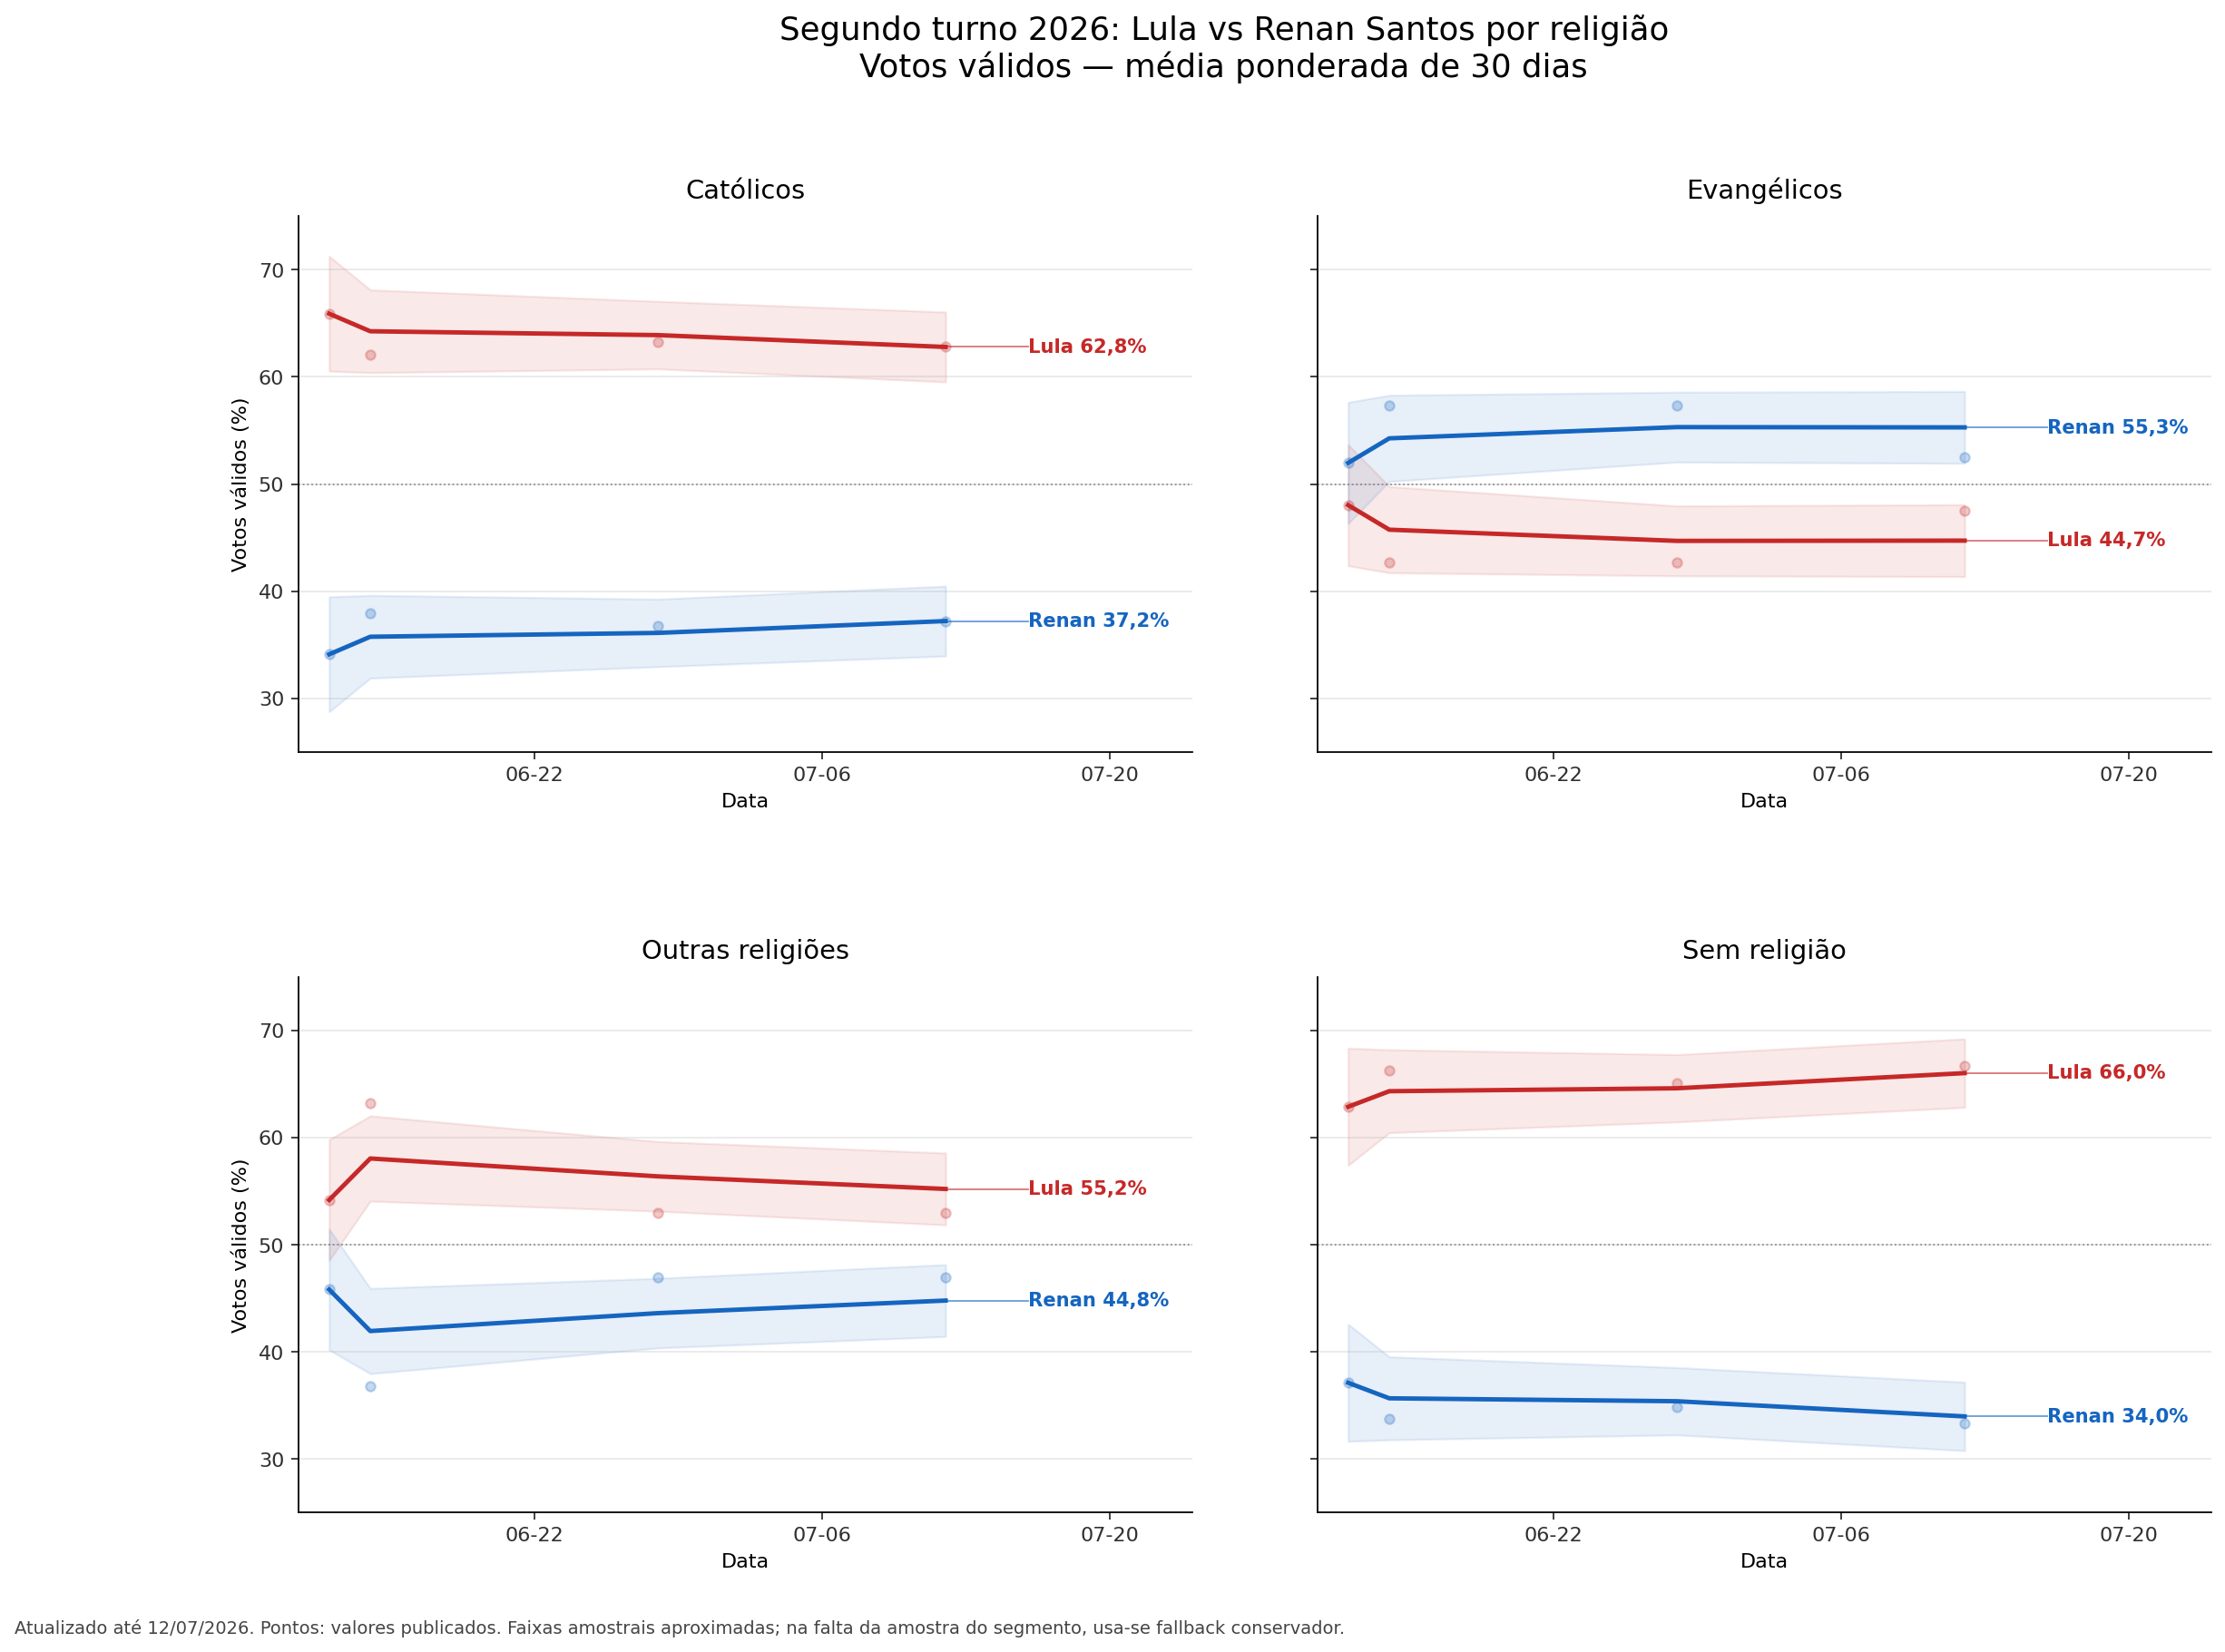 Segundo turno 2026: Lula vs Renan Santos por religião
Votos válidos — média ponderada de 30 dias
Católicos
Votos válidos (%)
70
60
50
40
30
Lula 62,8%
Renan 37,2%
06-22
07-06
07-20
Data
Evangélicos
Renan 55,3%
Lula 44,7%
06-22
07-06
07-20
Data
Outras religiões
Votos válidos (%)
70
60
50
40
30
Lula 55,2%
Renan 44,8%
06-22
07-06
07-20
Data
Sem religião
Lula 66,0%
Renan 34,0%
06-22
07-06
07-20
Data
Atualizado até 12/07/2026. Pontos: valores publicados. Faixas amostrais aproximadas; na falta da amostra do segmento, usa-se fallback conservador.